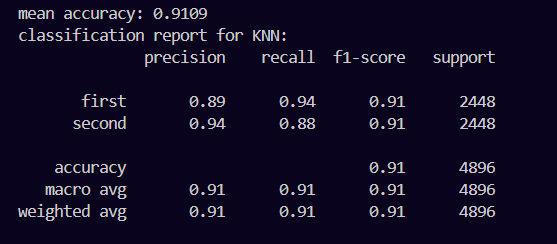 mean accuracy: 0.9109
classification report for KNN:
precision recall f1-score support
first 0.89 0.94 0.91 2448
second 0.94 0.88 0.91 2448
accuracy 0.91 4896
macro avg 0.91 0.91 0.91 4896
weighted avg 0.91 0.91 0.91 4896